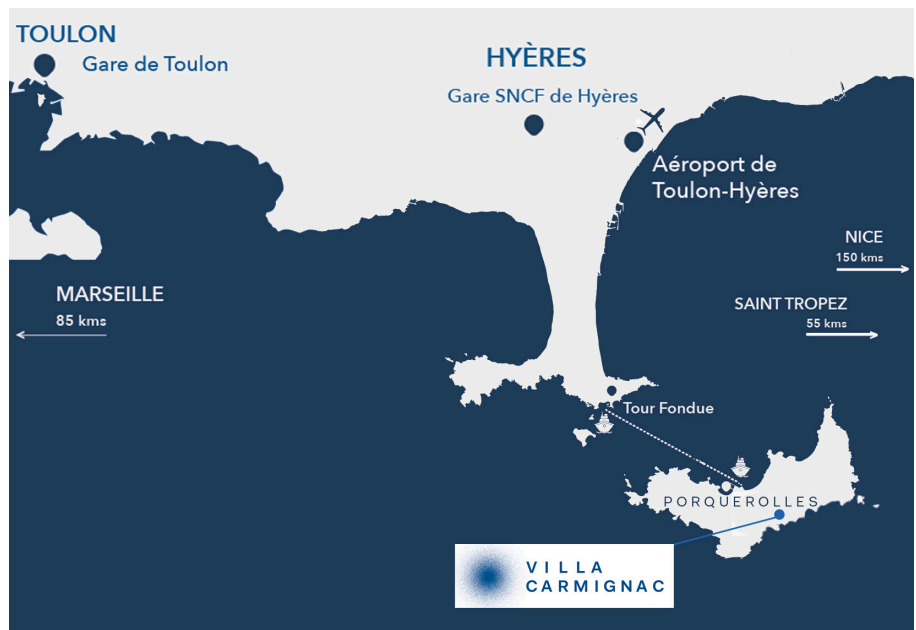 TOULON
Gare de Toulon
HYÈRES
Gare SNCF de Hyères
Aéroport de
Toulon-Hyères
NICE
150 kms
MARSEILLE
85 kms
SAINT TROPEZ
55 kms
Tour Fondue
PORQUEROLLES
VILLA
CARMIGNAC